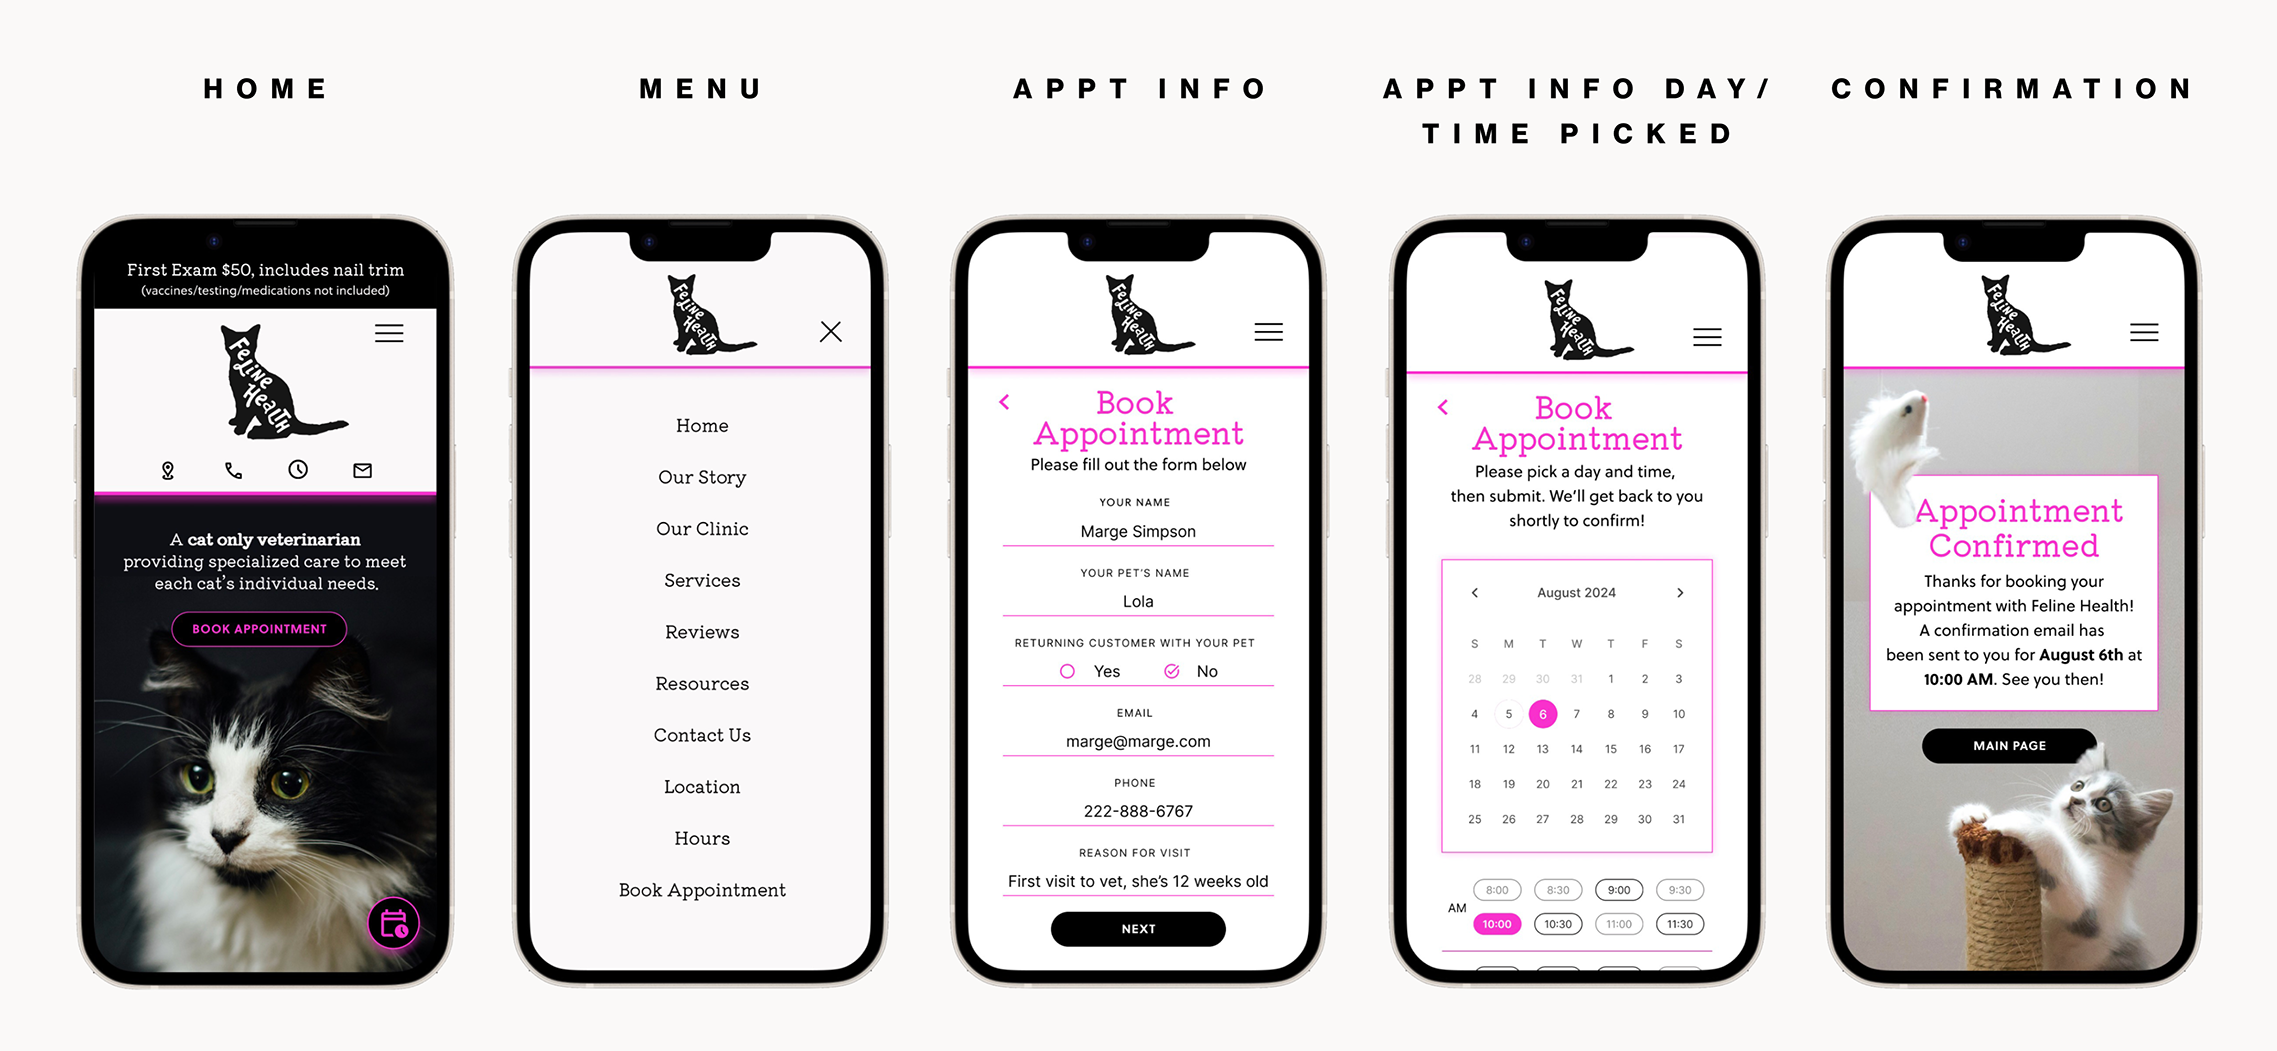 HOME
MENU
APPT INFO
APPT INFO DAY/
TIME PICKED
CONFIRMATION
First Exam $50, includes nail trim
(vaccines/testing/medications not included)
FeLiNe
HeaLTH
A cat only veterinarian
providing specialized care to meet
each cat's individual needs.
BOOK APPOINTMENT
FeLiNe
HeaLTH
Home
Our Story
Our Clinic
Services
Reviews
Resources
Contact Us
Location
Hours
Book Appointment
FeLiNe
HeaLTH
Book
Appointment
Please fill out the form below
YOUR NAME
Marge Simpson
YOUR PET'S NAME
Lola
RETURNING CUSTOMER WITH YOUR PET
Yes No
EMAIL
marge@marge.com
PHONE
222-888-6767
REASON FOR VISIT
First visit to vet, she's 12 weeks old
NEXT
FeLiNe
HeaLTH
Book
Appointment
Please pick a day and time,
then submit. We'll get back to you
shortly to confirm!
August 2024
S M T W T F S
28 29 30 31 1 2 3
4 5 6 7 8 9 10
11 12 13 14 15 16 17
18 19 20 21 22 23 24
25 26 27 28 29 30 31
8:00 8:30 9:00 9:30
AM
10:00 10:30 11:00 11:30
FeLiNe
HeaLTH
Appointment
Confirmed
Thanks for booking your
appointment with Feline Health!
A confirmation email has
been sent to you for August 6th at
10:00 AM. See you then!
MAIN PAGE